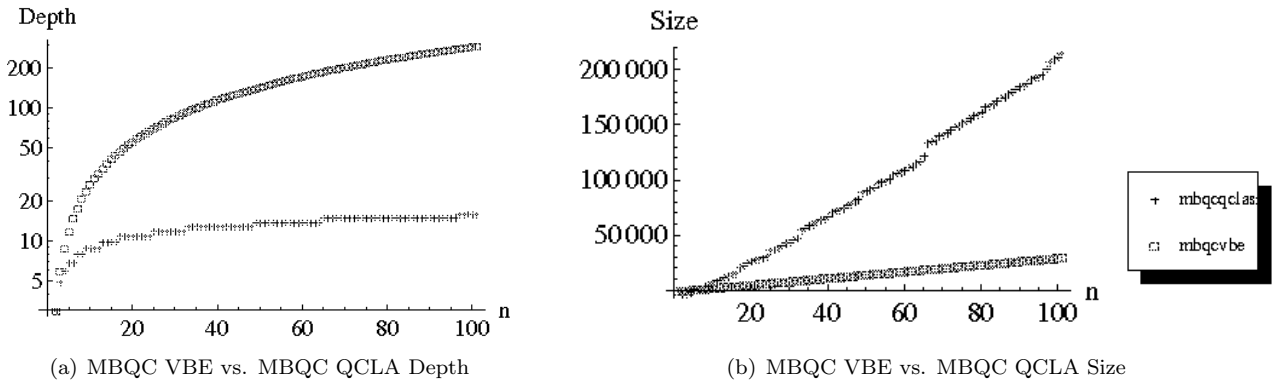 Depth
200
100
50
20
10
5
20 40 60 80 100 n
(a) MBQC VBE vs. MBQC QCLA Depth
Size
200 000
150 000
100 000
50 000
20 40 60 80 100 n
mbqcqclas
mbqcvbe
(b) MBQC VBE vs. MBQC QCLA Size